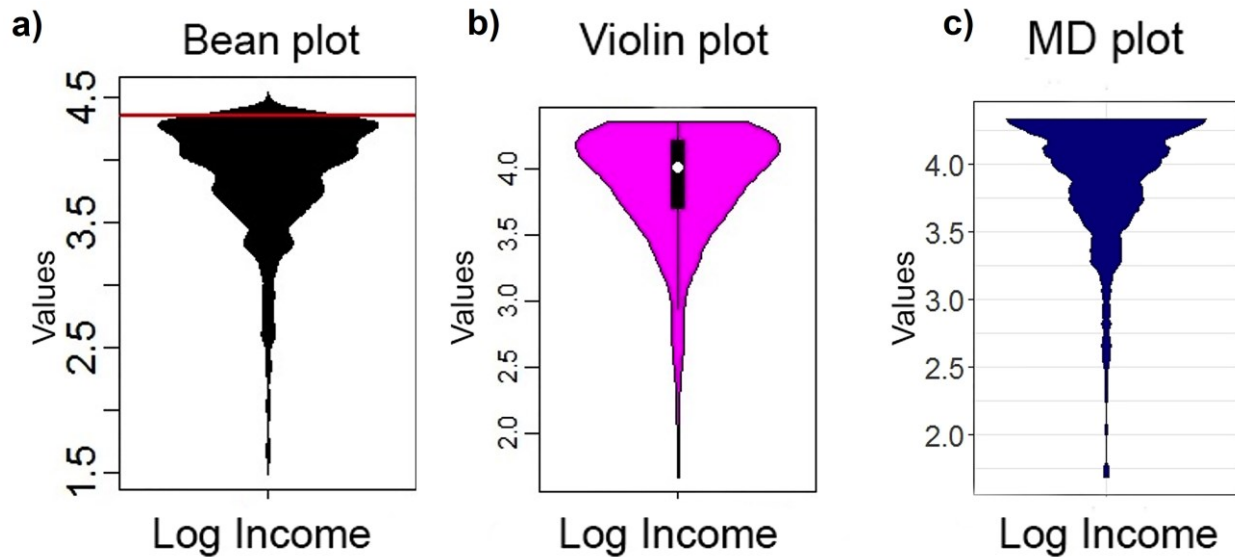 a)
Bean plot
Values
4.5
3.5
2.5
1.5
Log Income
b)
Violin plot
Values
4.0
3.5
3.0
2.5
2.0
Log Income
c)
MD plot
Values
4.0
3.5
3.0
2.5
2.0
Log Income